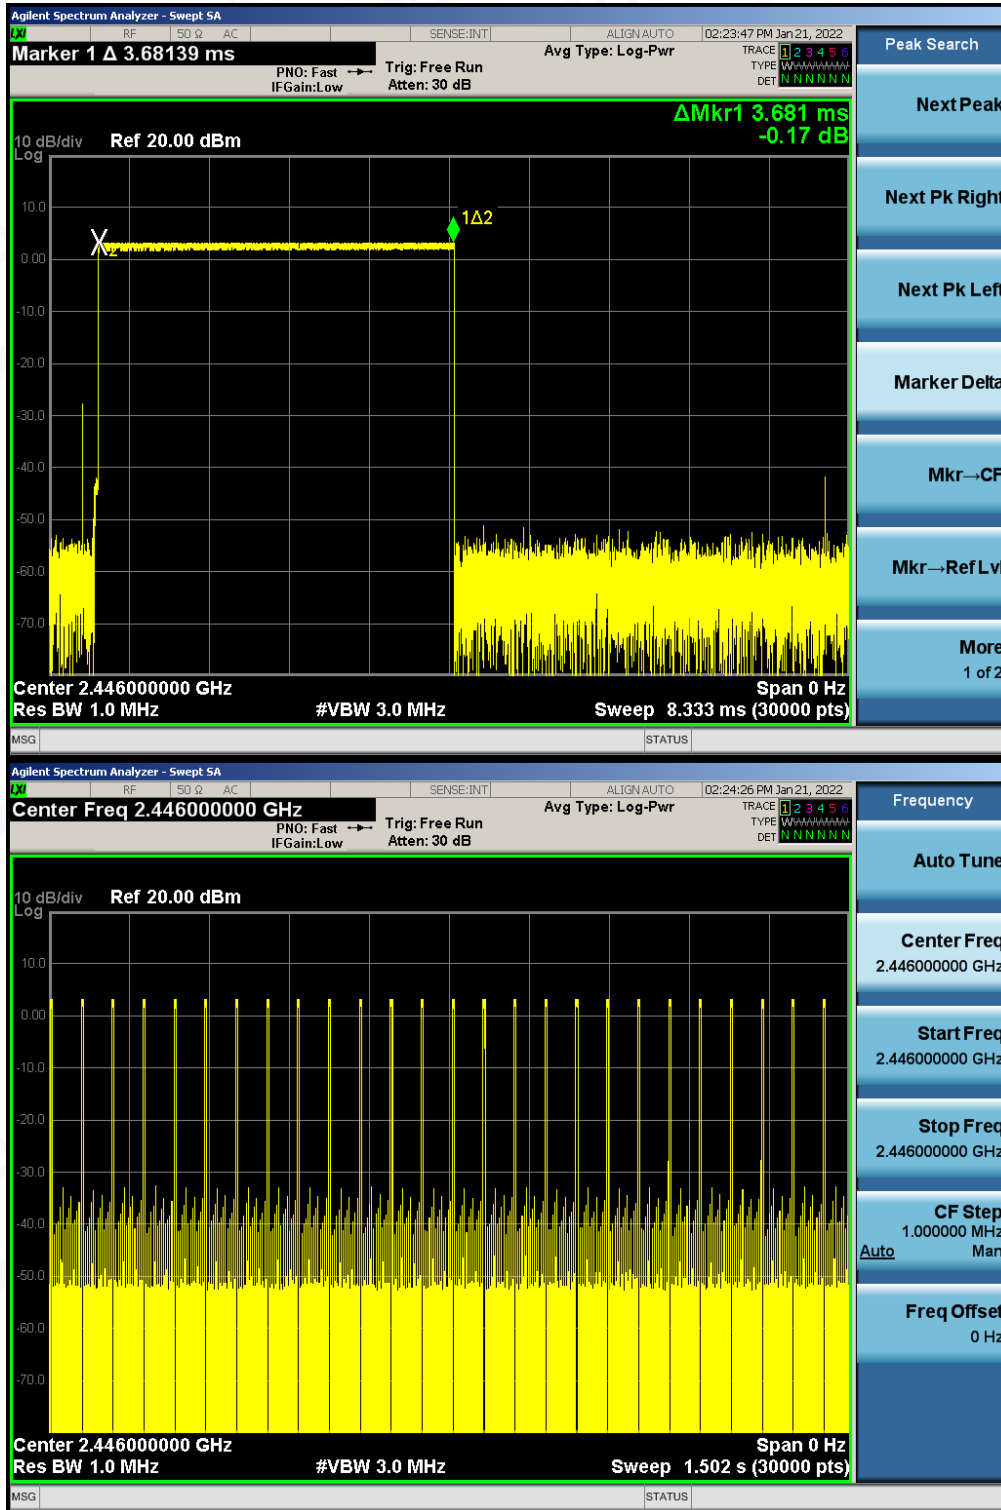 Agilent Spectrum Analyzer - Swept SA
LXI RF 50 Ω AC SENSE:INT ALIGN AUTO 02:23:47 PM Jan 21, 2022
Marker 1 Δ 3.68139 ms
PNO: Fast
IFGain:Low
Trig: Free Run
Atten: 30 dB
Avg Type: Log-Pwr
TRACE 1 2 3 4 5 6
TYPE W
DET N N N N N N
ΔMkr1 3.681 ms
-0.17 dB
10 dB/div Ref 20.00 dBm
Log
10.0
0.00
-10.0
-20.0
-30.0
-40.0
-50.0
-60.0
-70.0
X2
1Δ2
Center 2.446000000 GHz Span 0 Hz
Res BW 1.0 MHz #VBW 3.0 MHz Sweep 8.333 ms (30000 pts)
MSG STATUS
Peak Search
Next Peak
Next Pk Right
Next Pk Left
Marker Delta
Mkr→CF
Mkr→Ref Lvl
More
1 of 2
Agilent Spectrum Analyzer - Swept SA
LXI RF 50 Ω AC SENSE:INT ALIGN AUTO 02:24:26 PM Jan 21, 2022
Center Freq 2.446000000 GHz
PNO: Fast
IFGain:Low
Trig: Free Run
Atten: 30 dB
Avg Type: Log-Pwr
TRACE 1 2 3 4 5 6
TYPE W
DET N N N N N N
10 dB/div Ref 20.00 dBm
Log
10.0
0.00
-10.0
-20.0
-30.0
-40.0
-50.0
-60.0
-70.0
Center 2.446000000 GHz Span 0 Hz
Res BW 1.0 MHz #VBW 3.0 MHz Sweep 1.502 s (30000 pts)
MSG STATUS
Frequency
Auto Tune
Center Freq
2.446000000 GHz
Start Freq
2.446000000 GHz
Stop Freq
2.446000000 GHz
CF Step
1.000000 MHz
Auto Man
Freq Offset
0 Hz